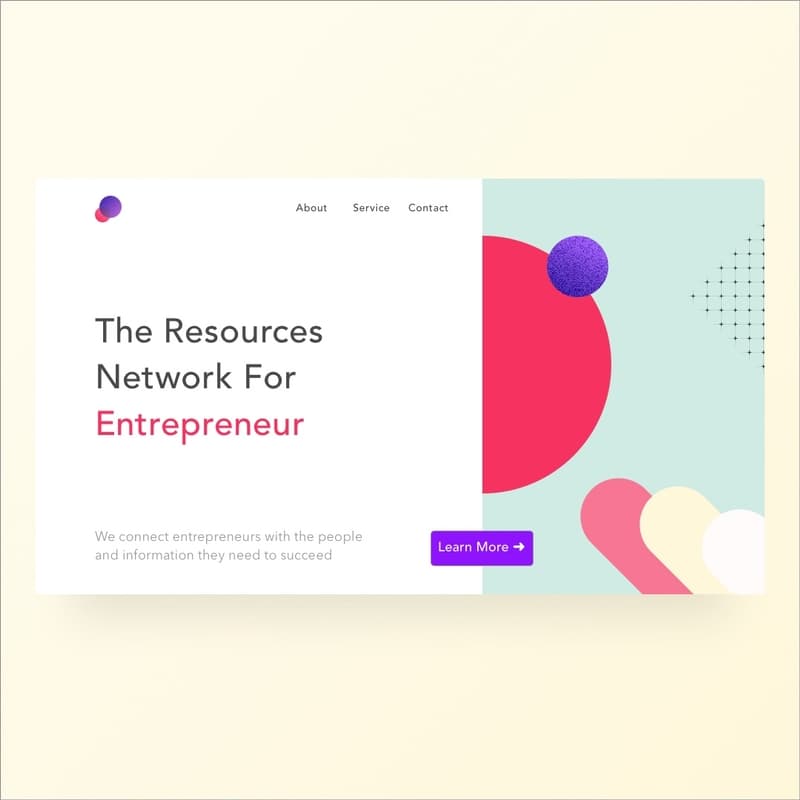 About Service Contact
The Resources
Network For
Entrepreneur
We connect entrepreneurs with the people
and information they need to succeed
Learn More ➜